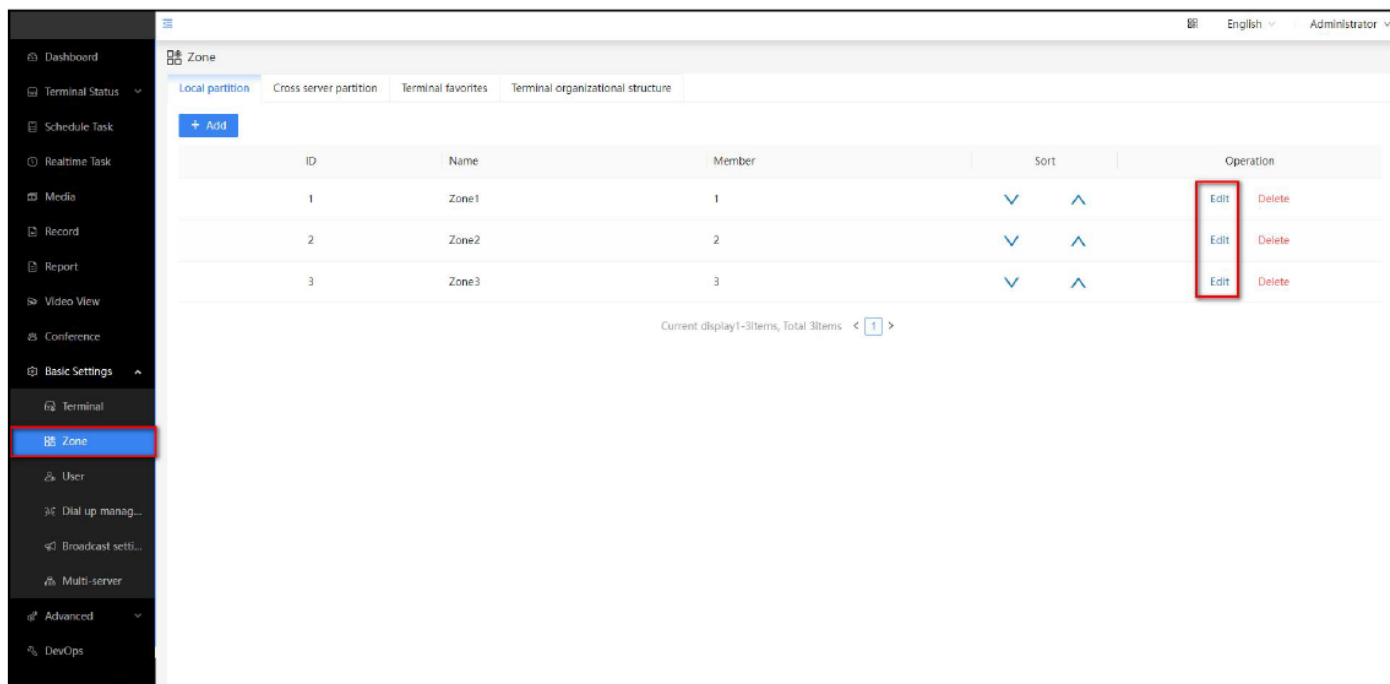 English
Administrator
Dashboard
Terminal Status
Schedule Task
Realtime Task
Media
Record
Report
Video View
Conference
Basic Settings
Terminal
Zone
User
Dial up manag...
Broadcast setti...
Multi-server
Advanced
DevOps
Zone
Local partition Cross server partition Terminal favorites Terminal organizational structure
+ Add
ID Name Member Sort Operation
1 Zone1 1 Edit Delete
2 Zone2 2 Edit Delete
3 Zone3 3 Edit Delete
Current display1-3Items, Total 3Items < 1 >